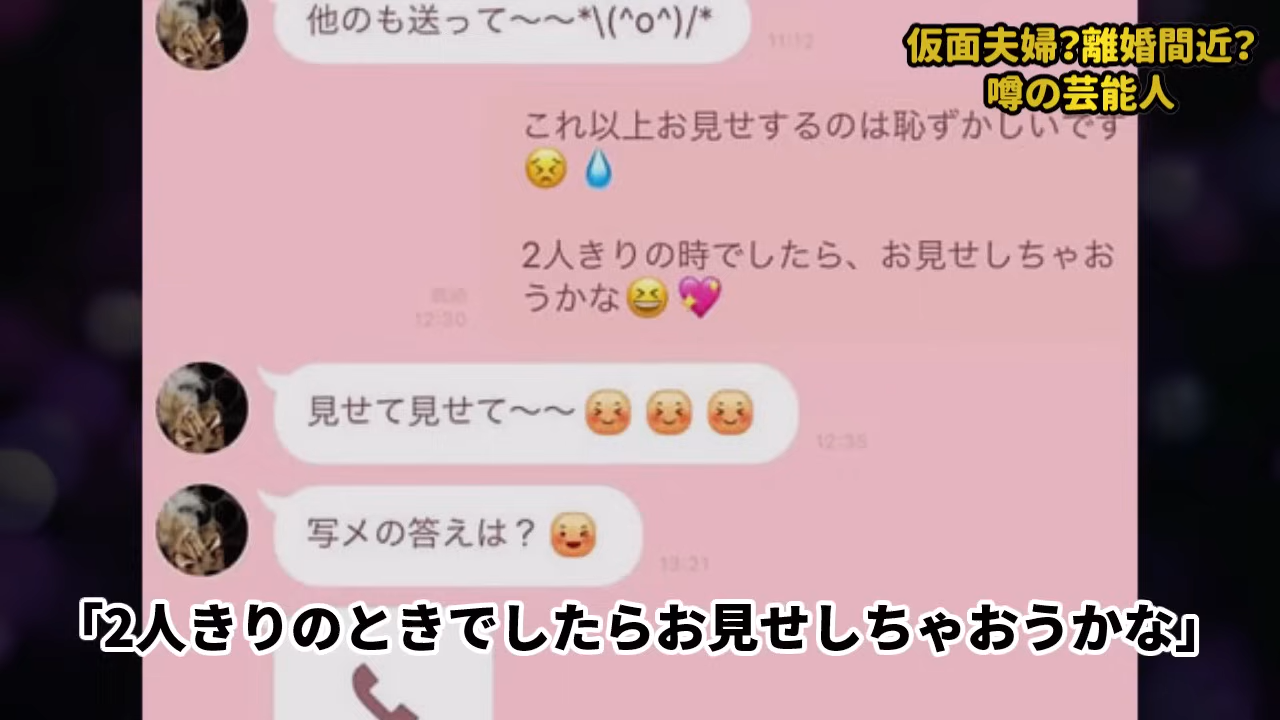 他のも送って〜〜*\(^o^)/*
11:12
仮面夫婦?離婚間近?
噂の芸能人
これ以上お見せするのは恥ずかしいです
😣💧
2人きりの時でしたら、お見せしちゃお
うかな😆💖
既読
12:30
見せて見せて〜〜
12:35
写メの答えは？
13:21
「2人きりのときでしたらお見せしちゃおうかな」